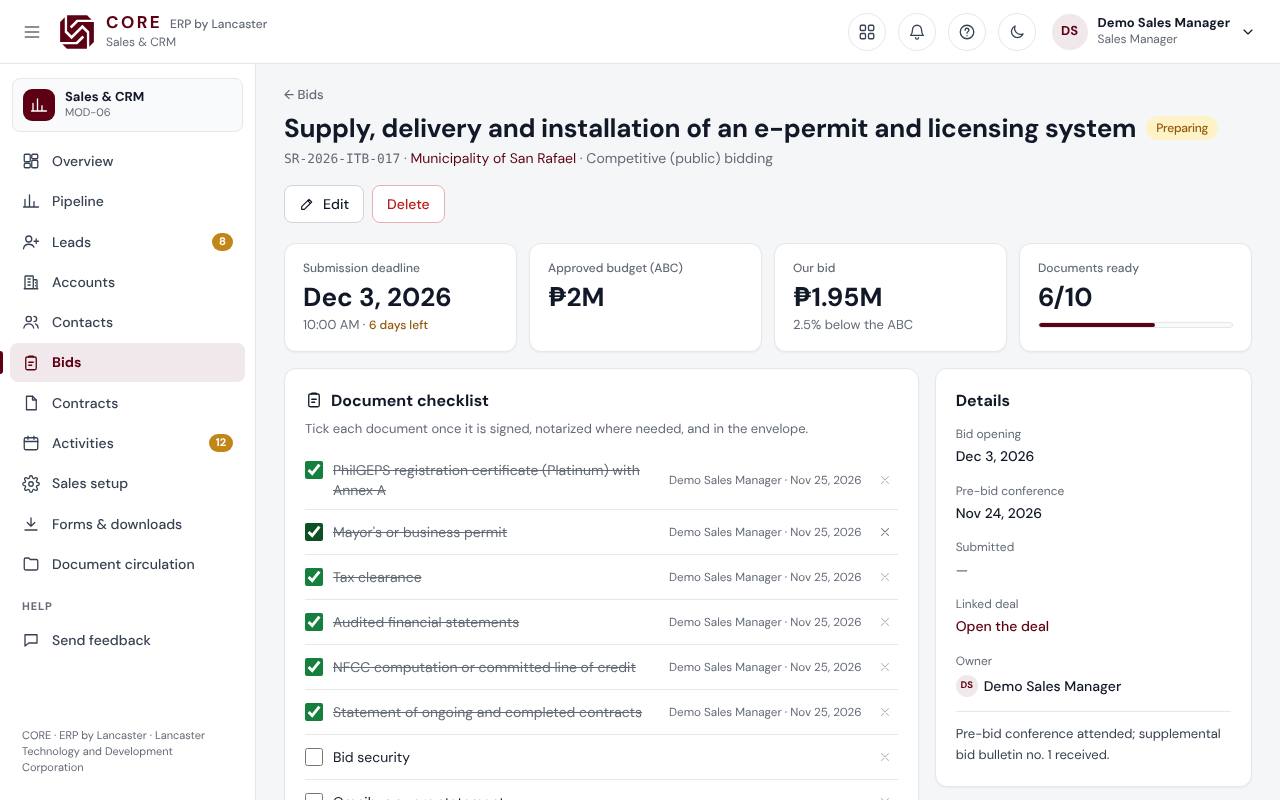 CORE ERP by Lancaster
Sales & CRM
DS
Demo Sales Manager
Sales Manager
Sales & CRM
MOD-06
Overview
Pipeline
Leads 8
Accounts
Contacts
Bids
Contracts
Activities 12
Sales setup
Forms & downloads
Document circulation
HELP
Send feedback
CORE · ERP by Lancaster · Lancaster
Technology and Development
Corporation
← Bids
Supply, delivery and installation of an e-permit and licensing system Preparing
SR-2026-ITB-017 · Municipality of San Rafael · Competitive (public) bidding
Edit Delete
Submission deadline
Dec 3, 2026
10:00 AM · 6 days left
Approved budget (ABC)
₱2M
Our bid
₱1.95M
2.5% below the ABC
Documents ready
6/10
Document checklist
Tick each document once it is signed, notarized where needed, and in the envelope.
PhilGEPS registration certificate (Platinum) with
Annex A
Demo Sales Manager · Nov 25, 2026
Mayor's or business permit Demo Sales Manager · Nov 25, 2026
Tax clearance Demo Sales Manager · Nov 25, 2026
Audited financial statements Demo Sales Manager · Nov 25, 2026
NFCC computation or committed line of credit Demo Sales Manager · Nov 25, 2026
Statement of ongoing and completed contracts Demo Sales Manager · Nov 25, 2026
Bid security
Details
Bid opening
Dec 3, 2026
Pre-bid conference
Nov 24, 2026
Submitted
—
Linked deal
Open the deal
Owner
DS Demo Sales Manager
Pre-bid conference attended; supplemental
bid bulletin no. 1 received.